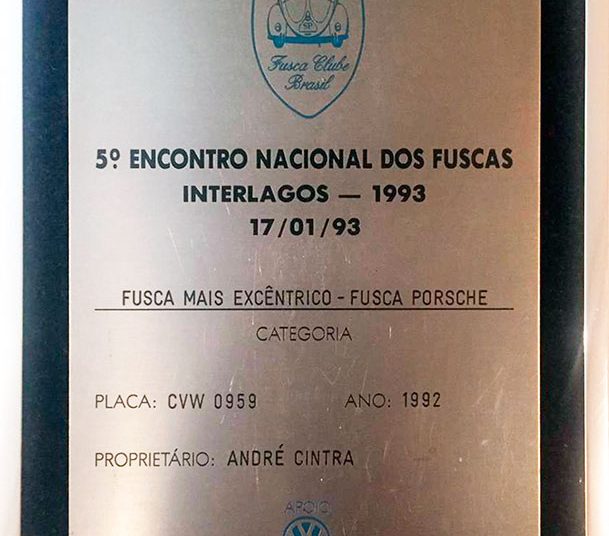 SP
Fusca Clube
Brasil
5º ENCONTRO NACIONAL DOS FUSCAS
INTERLAGOS — 1993
17/01/93
FUSCA MAIS EXCÊNTRICO - FUSCA PORSCHE
CATEGORIA
PLACA: CVW 0959 ANO: 1992
PROPRIETÁRIO: ANDRÉ CINTRA
APOIO